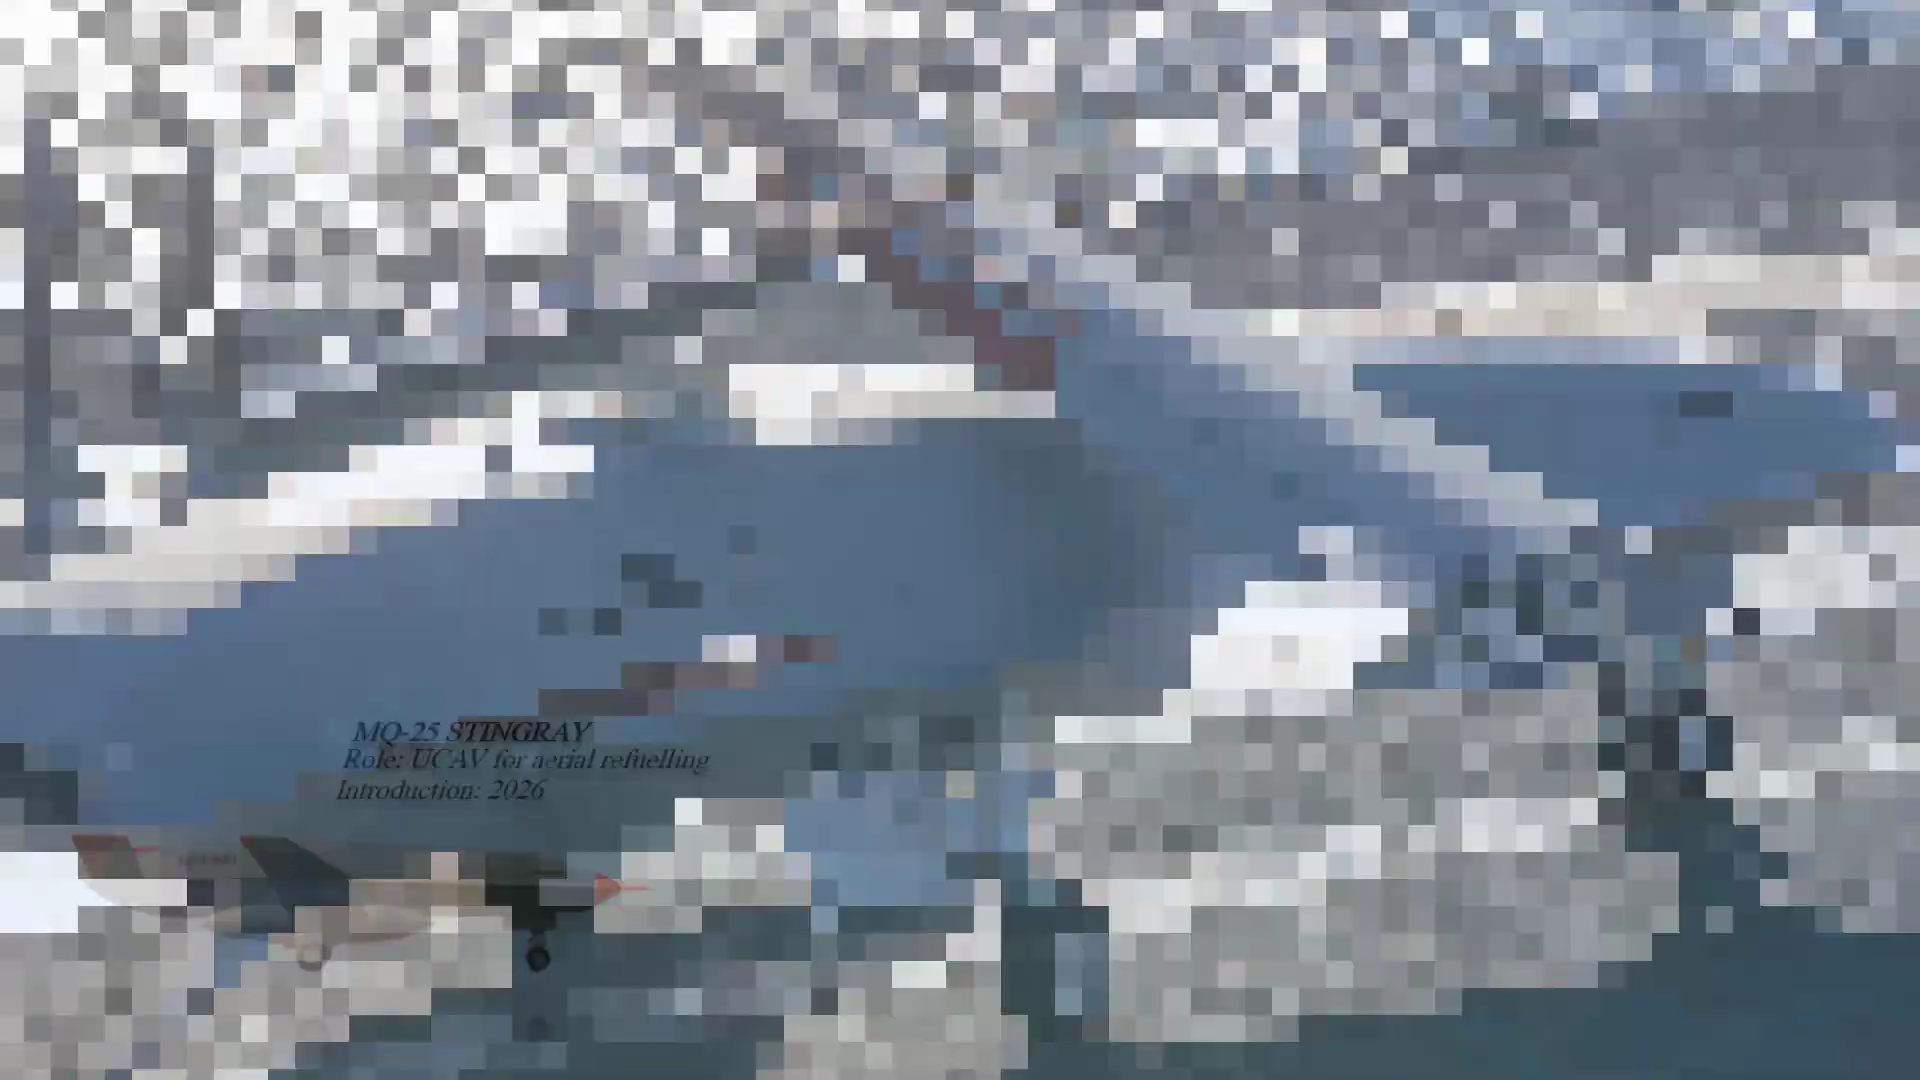 MQ-25 STINGRAY
Role: UCAV for aerial refuelling
Introduction: 2026